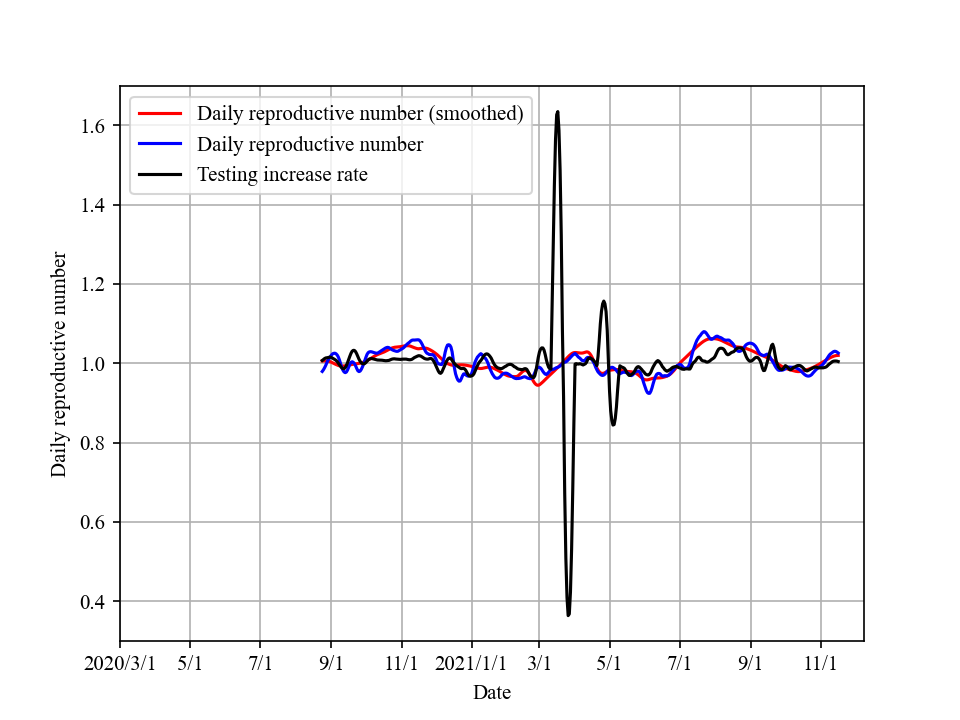 Daily reproductive number (smoothed)
Daily reproductive number
Testing increase rate
Daily reproductive number
1.6
1.4
1.2
1.0
0.8
0.6
0.4
2020/3/1 5/1 7/1 9/1 11/1 2021/1/1 3/1 5/1 7/1 9/1 11/1
Date